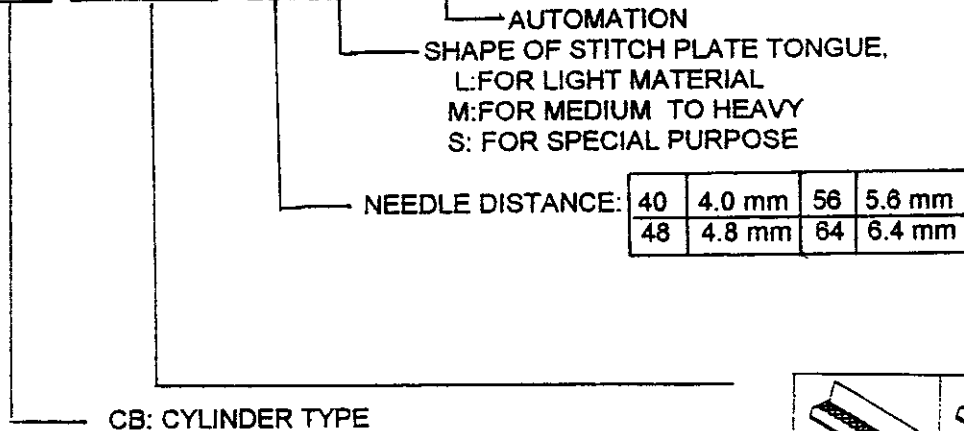 AUTOMATION
SHAPE OF STITCH PLATE TONGUE,
L:FOR LIGHT MATERIAL
M:FOR MEDIUM TO HEAVY
S: FOR SPECIAL PURPOSE
NEEDLE DISTANCE: 40 4.0 mm 56 5.6 mm
48 4.8 mm 64 6.4 mm
CB: CYLINDER TYPE